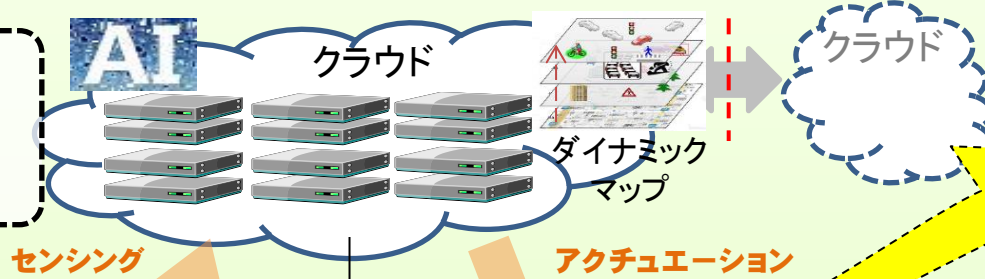 AI
クラウド
クラウド
ダイナミック
マップ
センシング
アクチュエーション